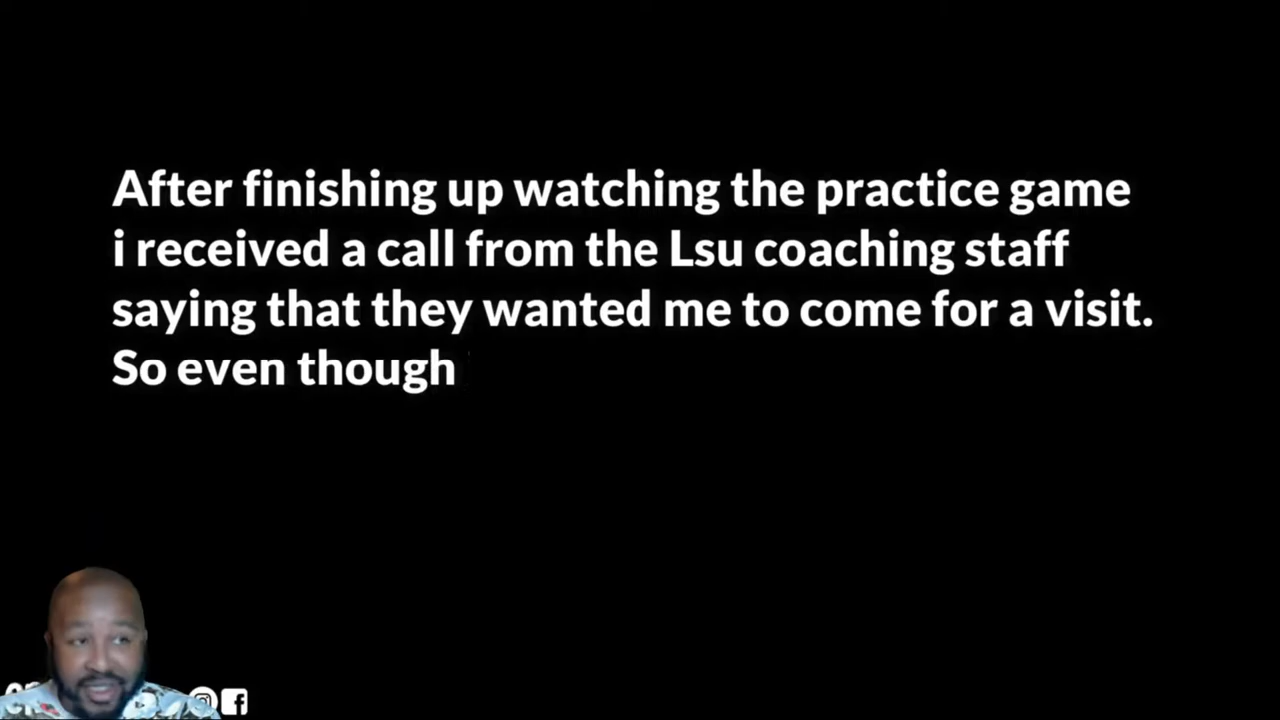 After finishing up watching the practice game
i received a call from the Lsu coaching staff
saying that they wanted me to come for a visit.
So even though